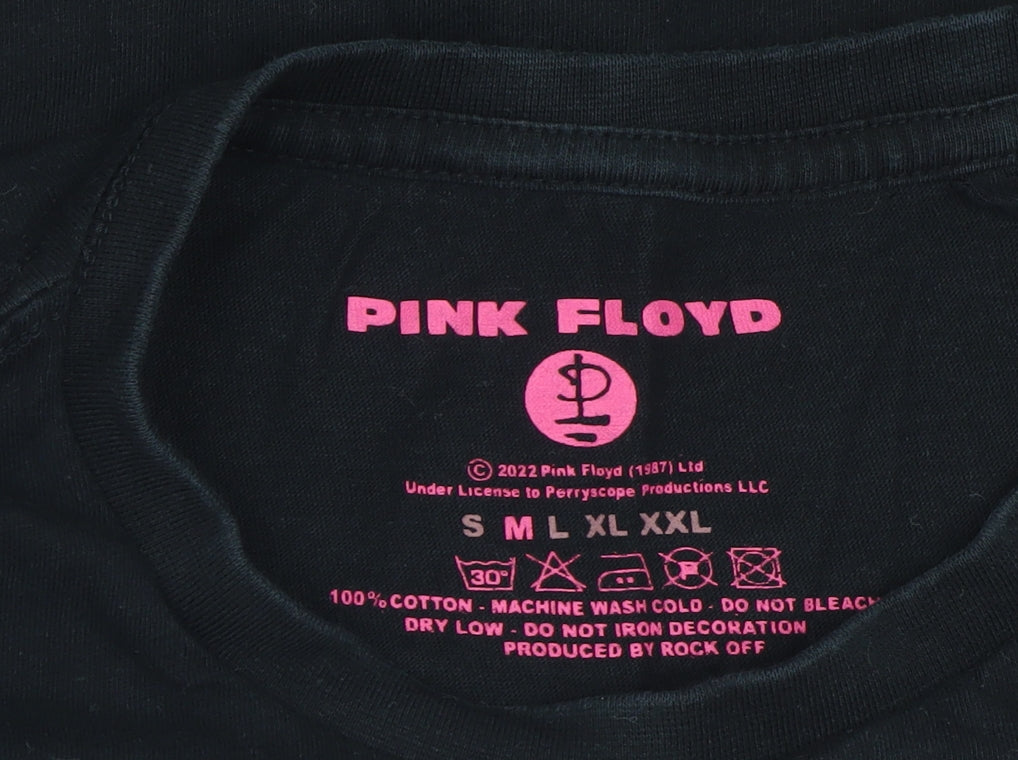 PINK FLOYD
© 2022 Pink Floyd (1987) Ltd
Under License to Perryscope Productions LLC
S M L XL XXL
30°
P
100% COTTON - MACHINE WASH COLD - DO NOT BLEACH
DRY LOW - DO NOT IRON DECORATION
PRODUCED BY ROCK OFF